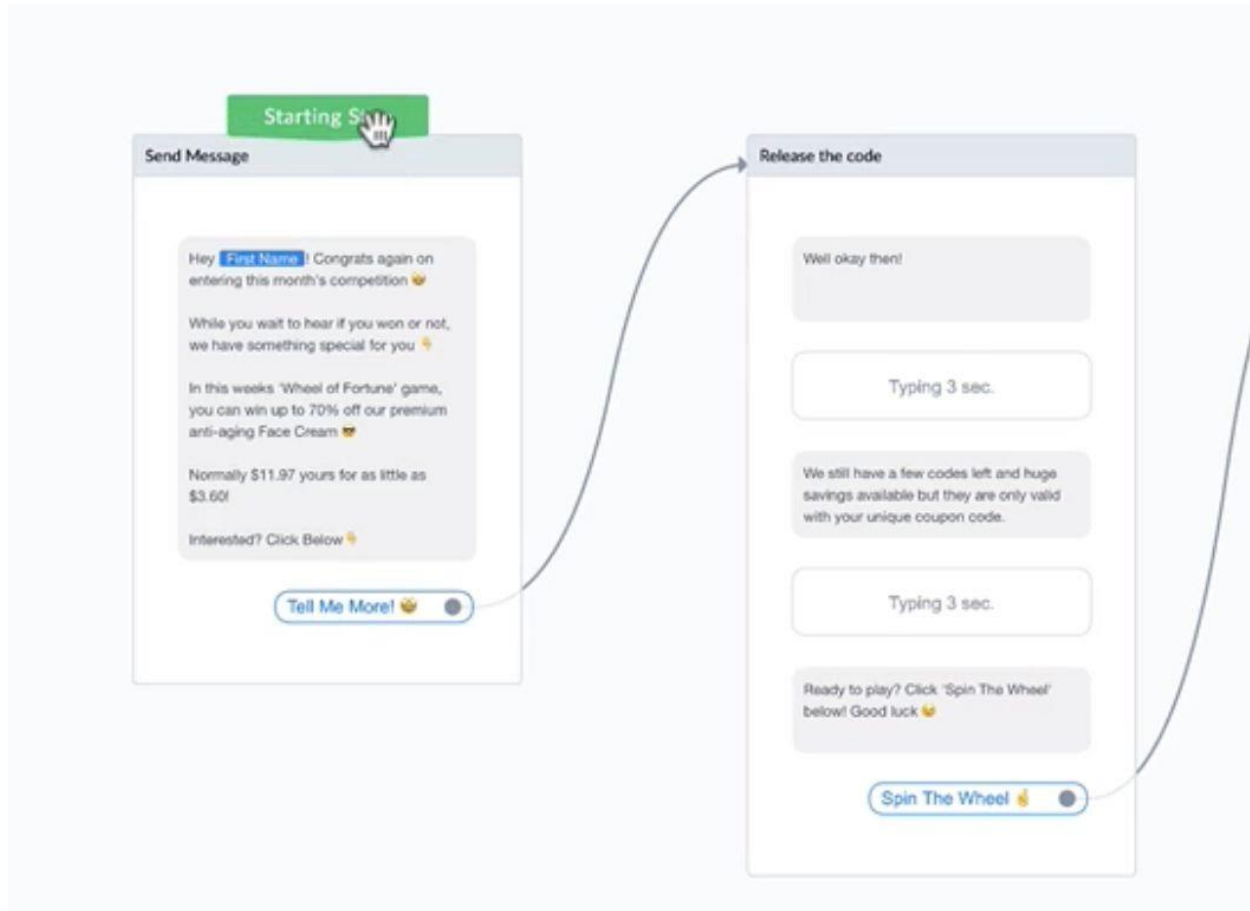 Starting St
Send Message
Hey First Name ! Congrats again on
entering this month's competition 🤓
While you wait to hear if you won or not,
we have something special for you 👇
In this weeks 'Wheel of Fortune' game,
you can win up to 70% off our premium
anti-aging Face Cream 😎
Normally $11.97 yours for as little as
$3.60!
Interested? Click Below 👇
Tell Me More! 🤓
Release the code
Well okay then!
Typing 3 sec.
We still have a few codes left and huge
savings available but they are only valid
with your unique coupon code.
Typing 3 sec.
Ready to play? Click 'Spin The Wheel'
below! Good luck 😉
Spin The Wheel ✌